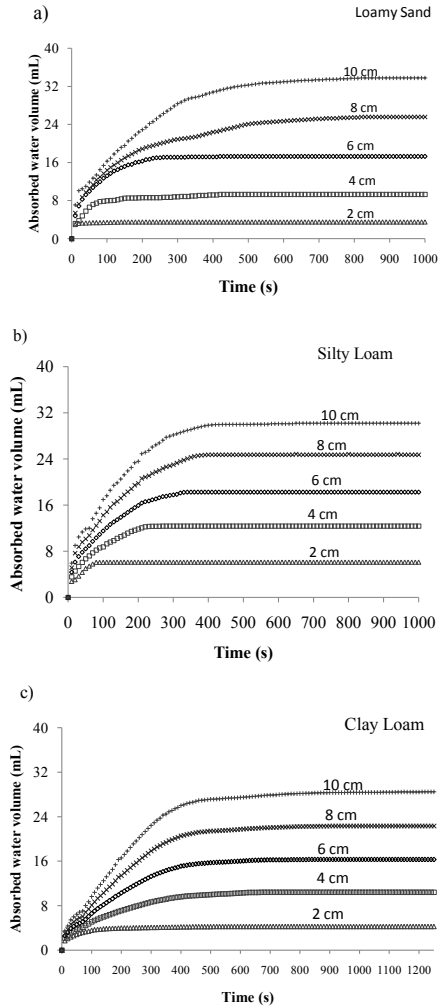 a)
Loamy Sand
Absorbed water volume (mL)
40
32
24
16
8
0
10 cm
8 cm
6 cm
4 cm
2 cm
0 100 200 300 400 500 600 700 800 900 1000
Time (s)
b)
Silty Loam
Absorbed water volume (mL)
40
32
24
16
8
0
10 cm
8 cm
6 cm
4 cm
2 cm
0 100 200 300 400 500 600 700 800 900 1000
Time (s)
c)
Clay Loam
Absorbed water volume (mL)
40
32
24
16
8
0
10 cm
8 cm
6 cm
4 cm
2 cm
0 100 200 300 400 500 600 700 800 900 1000 1100 1200
Time (s)